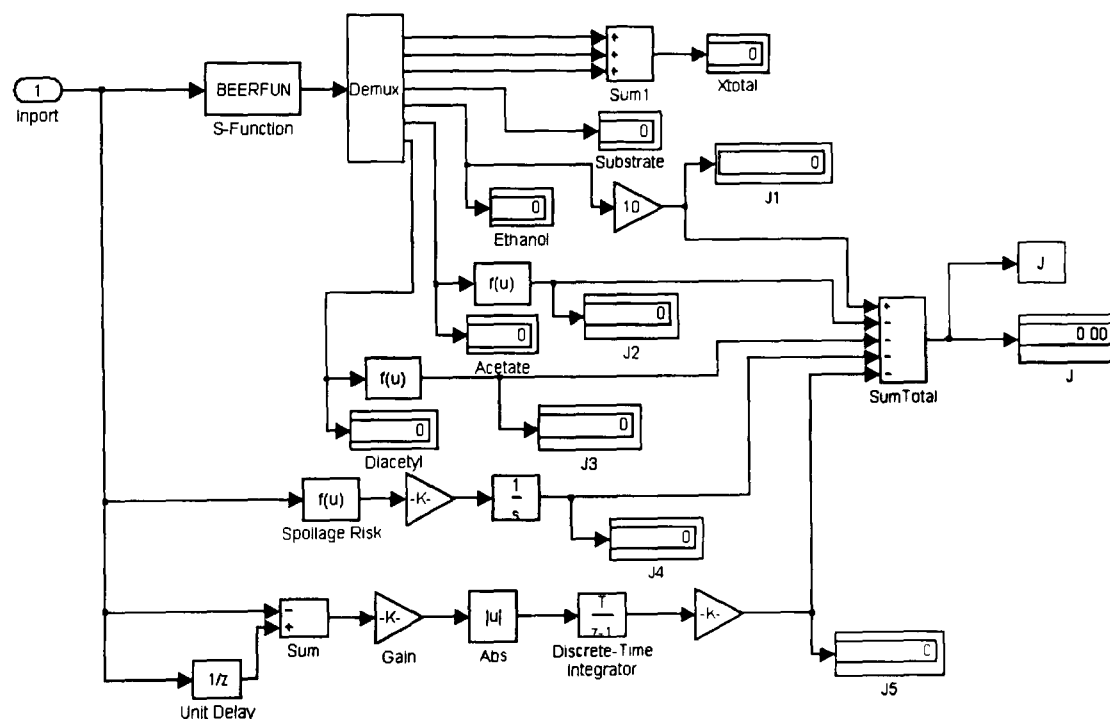 1
Inport
BEERFUN
S-Function
Demux
+
+
+
Sum1
0
Xtotal
0
Substrate
0
Ethanol
10
0
J1
f(u)
0
J2
0
Acetate
f(u)
0
J3
0
Diacetyl
+
-
-
-
-
SumTotal
J
0.00
J
f(u)
Spoilage Risk
-K-
1
s
0
J4
-
+
Sum
1/z
Unit Delay
-K-
Gain
|u|
Abs
T
z-1
Discrete-Time
Integrator
-K-
0
J5